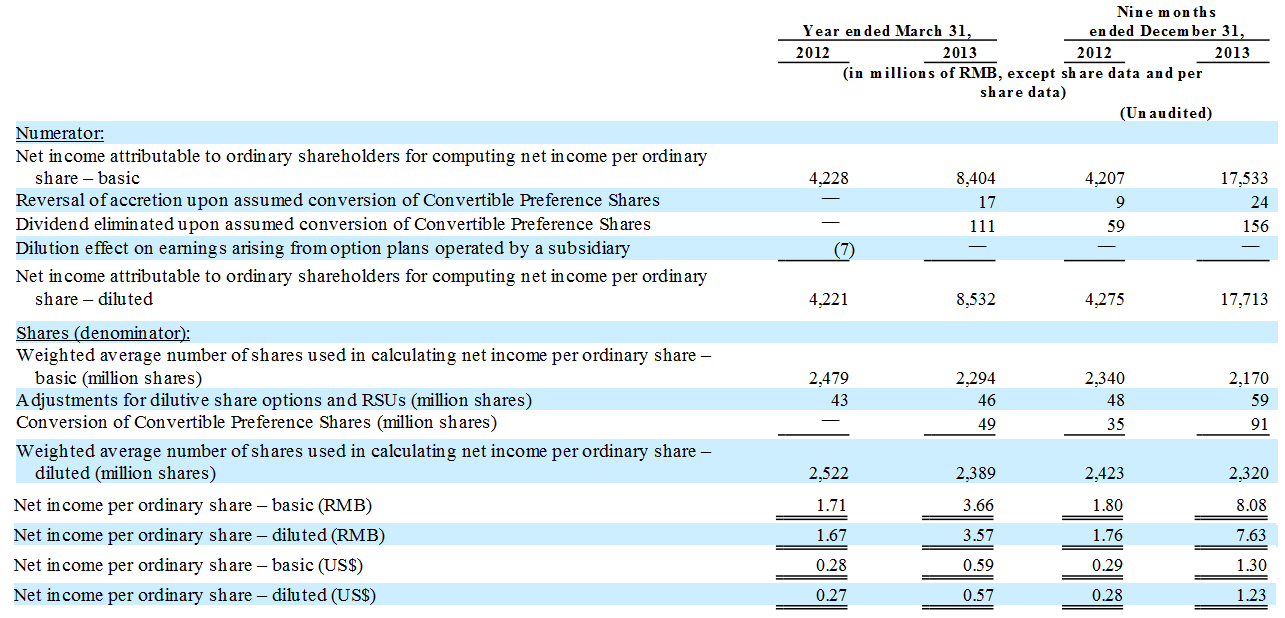 Nine months
Year ended March 31, ended December 31,
2012 2013 2012 2013
(in millions of RMB, except share data and per
share data)
(Unaudited)
Numerator:
Net income attributable to ordinary shareholders for computing net income per ordinary
share – basic 4,228 8,404 4,207 17,533
Reversal of accretion upon assumed conversion of Convertible Preference Shares — 17 9 24
Dividend eliminated upon assumed conversion of Convertible Preference Shares — 111 59 156
Dilution effect on earnings arising from option plans operated by a subsidiary (7) — — —
Net income attributable to ordinary shareholders for computing net income per ordinary
share – diluted 4,221 8,532 4,275 17,713
Shares (denominator):
Weighted average number of shares used in calculating net income per ordinary share –
basic (million shares) 2,479 2,294 2,340 2,170
Adjustments for dilutive share options and RSUs (million shares) 43 46 48 59
Conversion of Convertible Preference Shares (million shares) — 49 35 91
Weighted average number of shares used in calculating net income per ordinary share –
diluted (million shares) 2,522 2,389 2,423 2,320
Net income per ordinary share – basic (RMB) 1.71 3.66 1.80 8.08
Net income per ordinary share – diluted (RMB) 1.67 3.57 1.76 7.63
Net income per ordinary share – basic (US$) 0.28 0.59 0.29 1.30
Net income per ordinary share – diluted (US$) 0.27 0.57 0.28 1.23